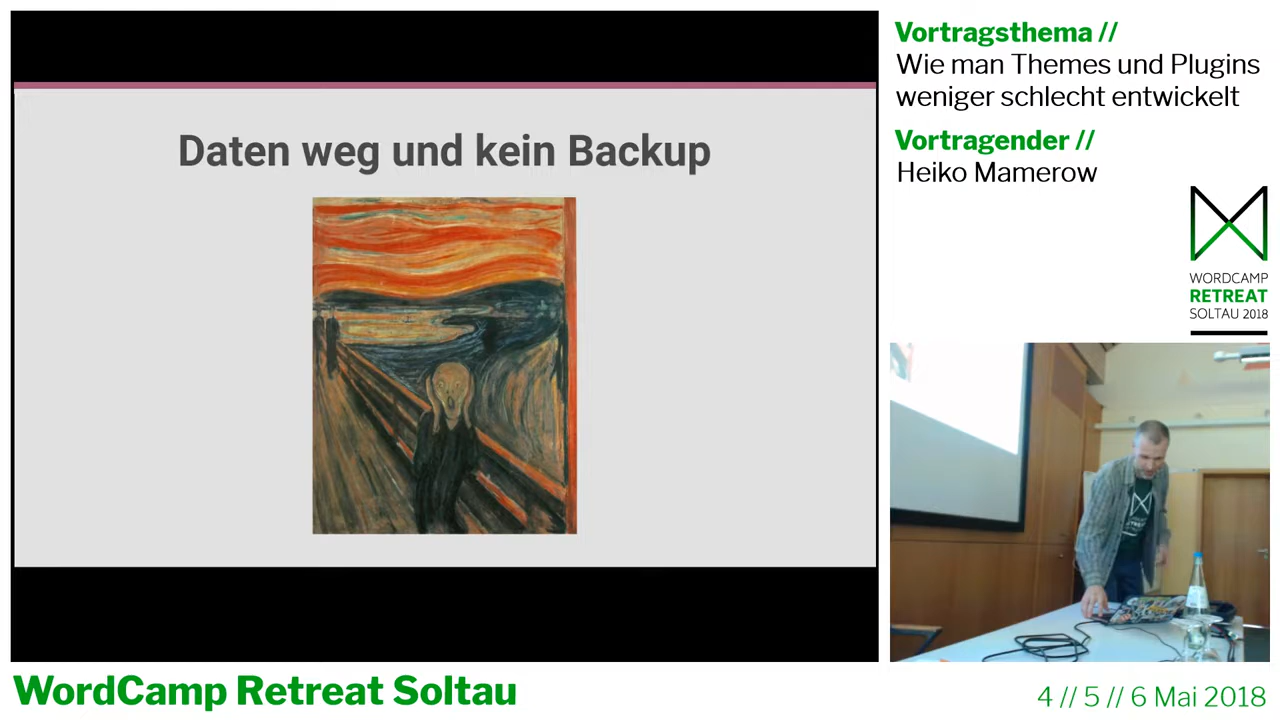 Daten weg und kein Backup
Vortragsthema //
Wie man Themes und Plugins
weniger schlecht entwickelt
Vortragender //
Heiko Mamerow
WORDCAMP
RETREAT
SOLTAU 2018
WordCamp Retreat Soltau
4 // 5 // 6 Mai 2018